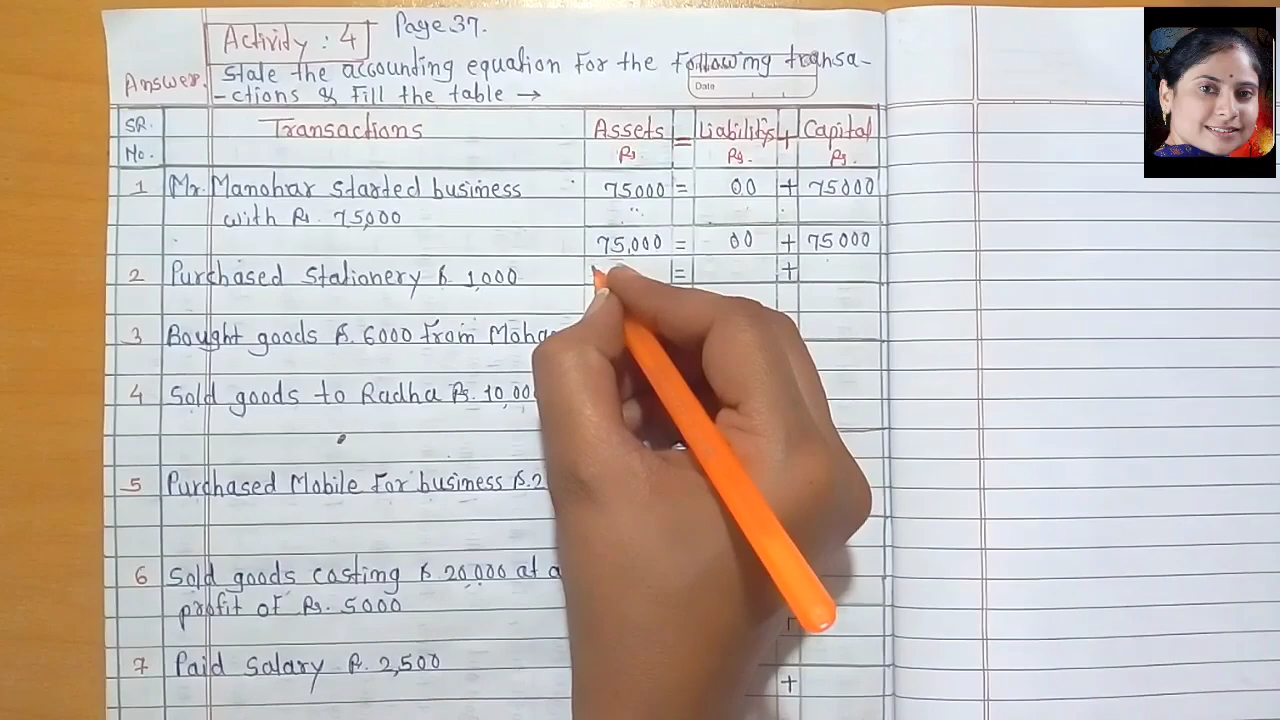 Activity : 4 Page 37.
Answer. State the accounting equation for the following transa-
-ctions & Fill the table →
Date
SR. No. Transactions Assets Rs. = Liabilitys Rs. + Capital Rs.
1 Mr. Manohar started business 75000 = 00 + 75000
with Rs. 75,000
75,000 = 00 + 75000
2 Purchased Stationery Rs. 1,000 = +
3 Bought goods Rs. 6000 from
4 Sold goods to Radha Rs.
5 Purchased Mobile For business Rs.
6 Sold goods costing Rs. 20,000 at a
profit of Rs. 5000
7 Paid Salary Rs. 2,500
+